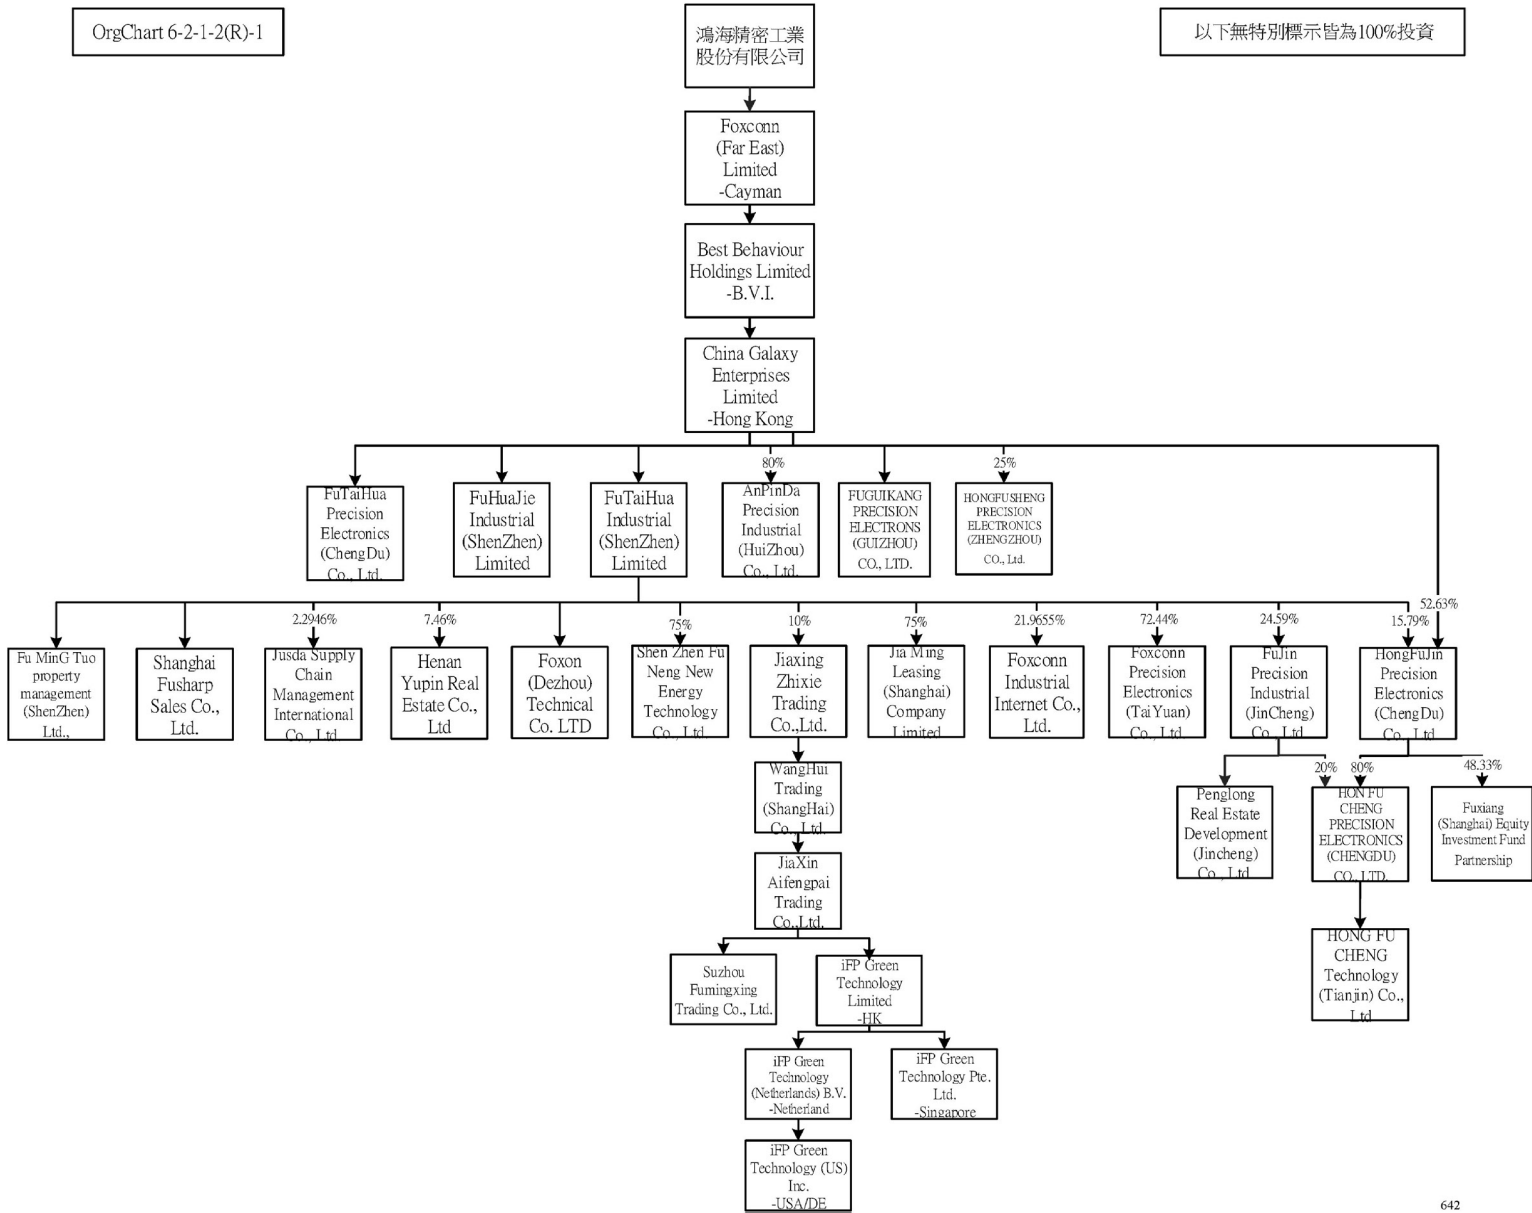 OrgChart 6-2-1-2(R)-1
鴻海精密工業
股份有限公司
以下無特別標示皆為100%投資
Foxconn
(Far East)
Limited
-Cayman
Best Behaviour
Holdings Limited
-B.V.I.
China Galaxy
Enterprises
Limited
-Hong Kong
80%
25%
FuTaiHua
Precision
Electronics
(ChengDu)
Co., Ltd.
FuHuaJie
Industrial
(ShenZhen)
Limited
FuTaiHua
Industrial
(ShenZhen)
Limited
AnPinDa
Precision
Industrial
(HuiZhou)
Co., Ltd.
FUGUIKANG
PRECISION
ELECTRONS
(GUIZHOU)
CO., LTD.
HONGFUSHENG
PRECISION
ELECTRONICS
(ZHENGZHOU)
CO., Ltd.
52.63%
2.2946%
7.46%
75%
10%
75%
21.9655%
72.44%
24.59%
15.79%
Fu MinG Tuo
property
management
(ShenZhen)
Ltd.,
Shanghai
Fusharp
Sales Co.,
Ltd.
Jusda Supply
Chain
Management
International
Co., Ltd.
Henan
Yupin Real
Estate Co.,
Ltd
Foxon
(Dezhou)
Technical
Co. LTD
Shen Zhen Fu
Neng New
Energy
Technology
Co., Ltd.
Jiaxing
Zhixie
Trading
Co.,Ltd.
Jia Ming
Leasing
(Shanghai)
Company
Limited
Foxconn
Industrial
Internet Co.,
Ltd.
Foxconn
Precision
Electronics
(TaiYuan)
Co., Ltd.
FuJin
Precision
Industrial
(JinCheng)
Co., Ltd.
HongFuJin
Precision
Electronics
(ChengDu)
Co., Ltd
20%
80%
48.33%
WangHui
Trading
(ShangHai)
Co., Ltd.
Penglong
Real Estate
Development
(Jincheng)
Co., Ltd
HON FU
CHENG
PRECISION
ELECTRONICS
(CHENGDU)
CO., LTD.
Fuxiang
(Shanghai) Equity
Investment Fund
Partnership
JiaXin
Aifengpai
Trading
Co.,Ltd.
HONG FU
CHENG
Technology
(Tianjin) Co.,
Ltd
Suzhou
Fumingxing
Trading Co., Ltd.
iFP Green
Technology
Limited
-HK
iFP Green
Technology
(Netherlands) B.V.
-Netherland
iFP Green
Technology Pte.
Ltd.
-Singapore
iFP Green
Technology (US)
Inc.
-USA/DE
642